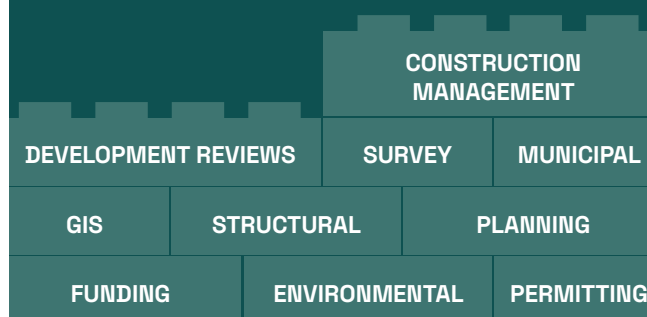 CONSTRUCTION
MANAGEMENT
DEVELOPMENT REVIEWS SURVEY MUNICIPAL
GIS STRUCTURAL PLANNING
FUNDING ENVIRONMENTAL PERMITTING